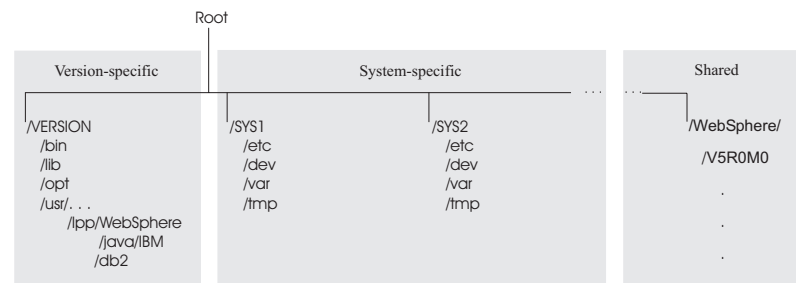 Root
Version-specific
System-specific
Shared
. . .
. . .
/VERSION
/bin
/lib
/opt
/usr/. . .
/lpp/WebSphere
/java/IBM
/db2
/SYS1
/etc
/dev
/var
/tmp
/SYS2
/etc
/dev
/var
/tmp
/WebSphere/
/V5R0M0
.
.
.